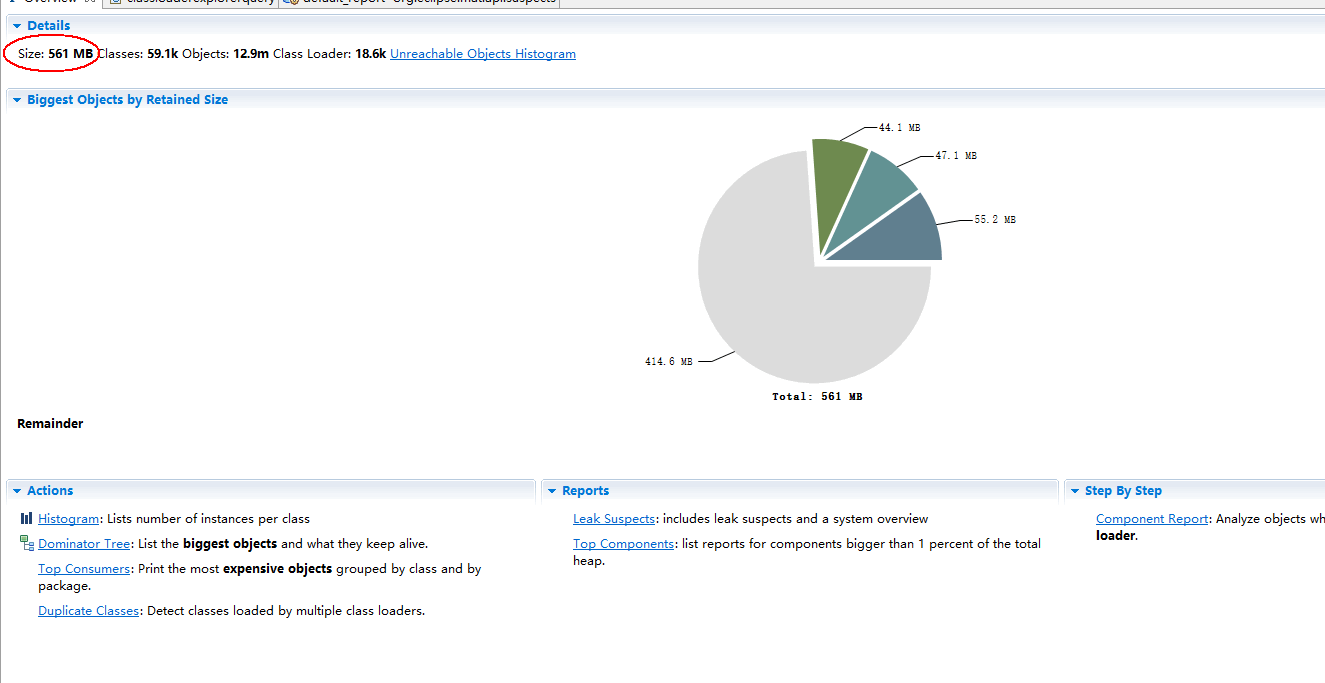 Overview
classloaderexplorerquery
Details
Size: 561 MB Classes: 59.1k Objects: 12.9m Class Loader: 18.6k Unreachable Objects Histogram
Biggest Objects by Retained Size
44.1 MB
47.1 MB
55.2 MB
414.6 MB
Total: 561 MB
Remainder
Actions
Histogram: Lists number of instances per class
Dominator Tree: List the biggest objects and what they keep alive.
Top Consumers: Print the most expensive objects grouped by class and by
package.
Duplicate Classes: Detect classes loaded by multiple class loaders.
Reports
Leak Suspects: includes leak suspects and a system overview
Top Components: list reports for components bigger than 1 percent of the total
heap.
Step By Step
Component Report: Analyze objects wh
loader.